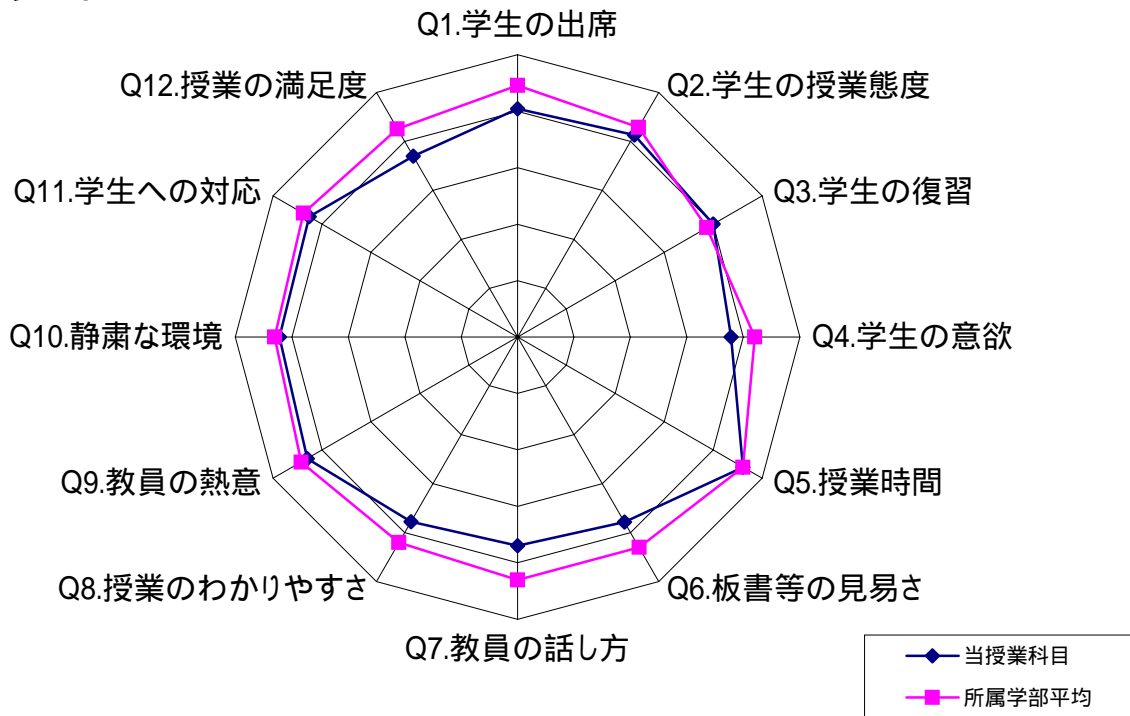 Q1.学生の出席
Q2.学生の授業態度
Q3.学生の復習
Q4.学生の意欲
Q5.授業時間
Q6.板書等の見易さ
Q7.教員の話し方
Q8.授業のわかりやすさ
Q9.教員の熱意
Q10.静粛な環境
Q11.学生への対応
Q12.授業の満足度
当授業科目
所属学部平均